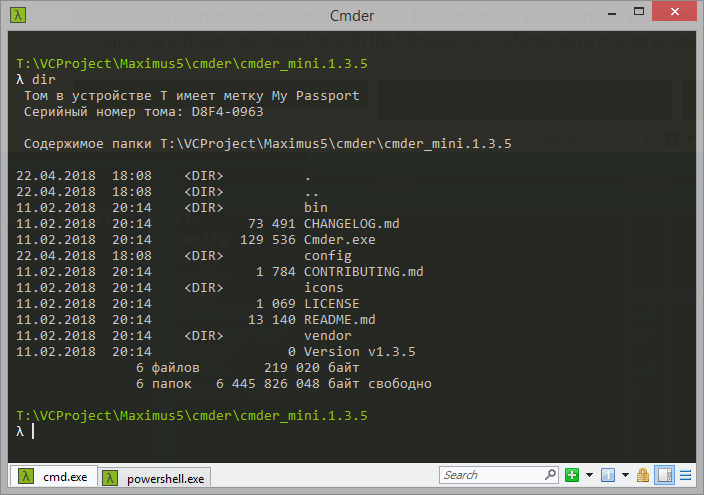 Cmder
T:\VCProject\Maximus5\cmder\cmder_mini.1.3.5
λ dir
 Том в устройстве T имеет метку My Passport
 Серийный номер тома: D8F4-0963

 Содержимое папки T:\VCProject\Maximus5\cmder\cmder_mini.1.3.5

22.04.2018  18:08    <DIR>          .
22.04.2018  18:08    <DIR>          ..
11.02.2018  20:14    <DIR>          bin
11.02.2018  20:14            73 491 CHANGELOG.md
11.02.2018  20:14           129 536 Cmder.exe
22.04.2018  18:08    <DIR>          config
11.02.2018  20:14             1 784 CONTRIBUTING.md
11.02.2018  20:14    <DIR>          icons
11.02.2018  20:14             1 069 LICENSE
11.02.2018  20:14            13 140 README.md
11.02.2018  20:14    <DIR>          vendor
11.02.2018  20:14                 0 Version v1.3.5
               6 файлов        219 020 байт
               6 папок   6 445 826 048 байт свободно

T:\VCProject\Maximus5\cmder\cmder_mini.1.3.5
λ
λ cmd.exe λ powershell.exe Search